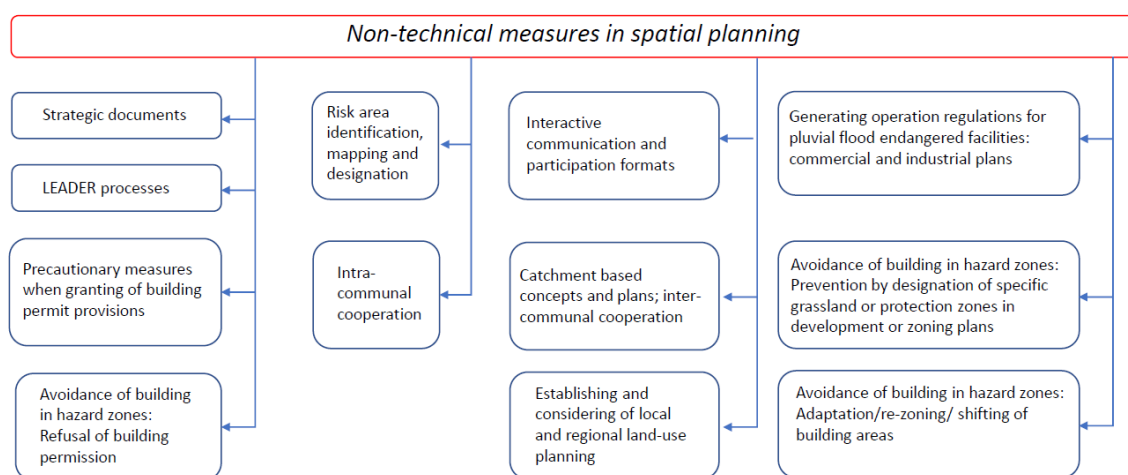 Non-technical measures in spatial planning
Strategic documents
LEADER processes
Precautionary measures
when granting of building
permit provisions
Avoidance of building
in hazard zones:
Refusal of building
permission
Risk area
identification,
mapping and
designation
Intra-
communal
cooperation
Interactive
communication and
participation formats
Catchment based
concepts and plans; inter-
communal cooperation
Establishing and
considering of local
and regional land-use
planning
Generating operation regulations for
pluvial flood endangered facilities:
commercial and industrial plans
Avoidance of building in hazard zones:
Prevention by designation of specific
grassland or protection zones in
development or zoning plans
Avoidance of building in hazard zones:
Adaptation/re-zoning/ shifting of
building areas